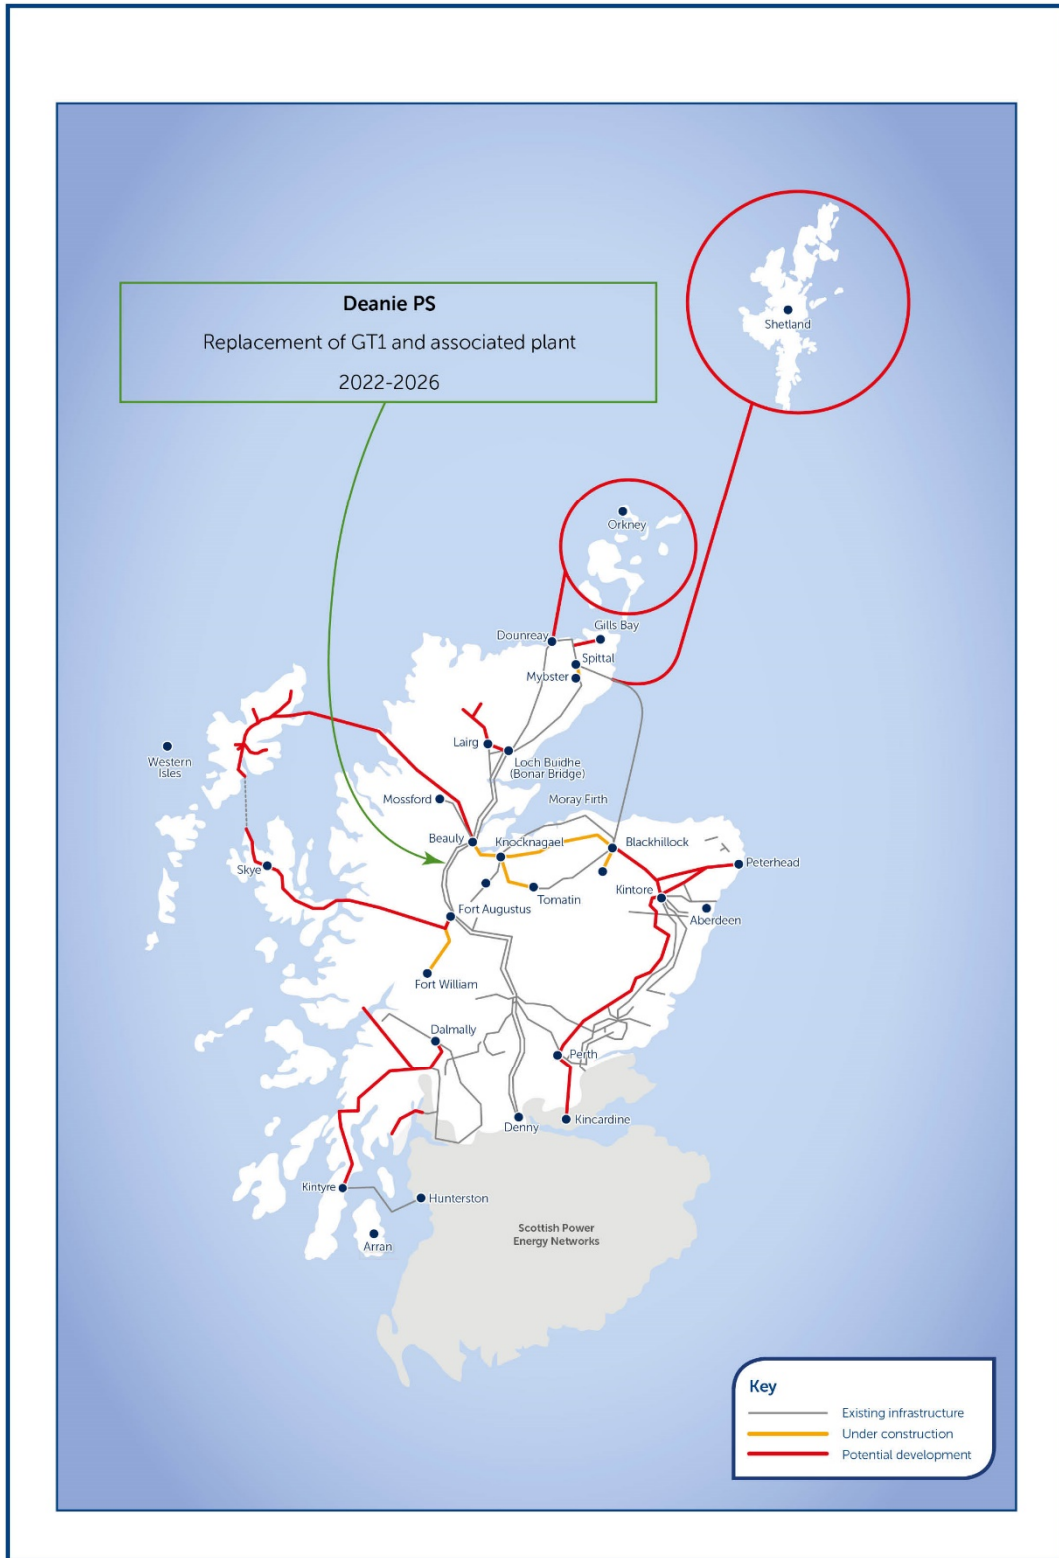 Deanie PS
Replacement of GT1 and associated plant
2022-2026
Shetland
Orkney
Gills Bay
Dounreay
Spittal
Mybster
Lairg
Loch Buidhe
(Bonar Bridge)
Western
Isles
Mossford
Moray Firth
Beauly
Knocknagael
Blackhillock
Peterhead
Skye
Kintore
Tomatin
Fort Augustus
Aberdeen
Fort William
Dalmally
Perth
Kincardine
Denny
Kintyre
Hunterston
Arran
Scottish Power
Energy Networks
Key
Existing infrastructure
Under construction
Potential development